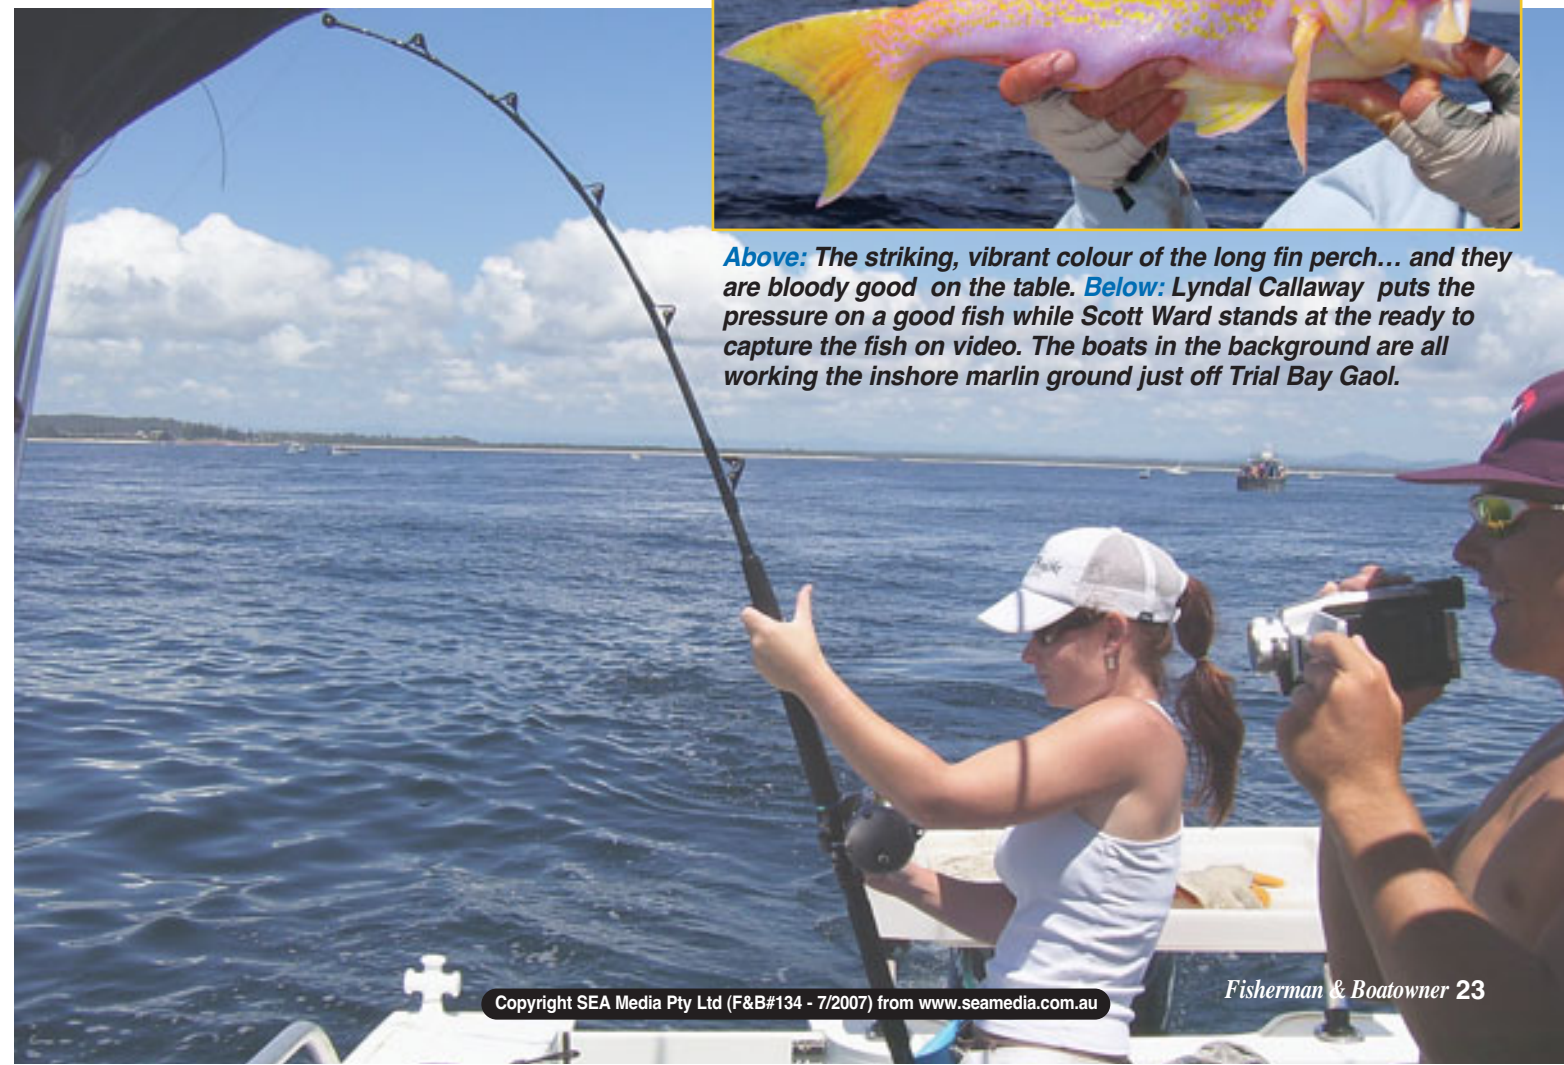 Above: The striking, vibrant colour of the long fin perch… and they
are bloody good  on the table. Below: Lyndal Callaway  puts the
pressure on a good fish while Scott Ward stands at the ready to
capture the fish on video. The boats in the background are all
working the inshore marlin ground just off Trial Bay Gaol.
Copyright SEA Media Pty Ltd (F&B#134 - 7/2007) from www.seamedia.com.au
Fisherman & Boatowner 23